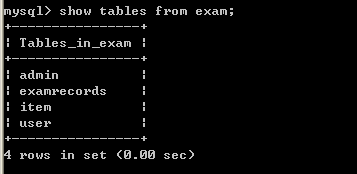 mysql> show tables from exam;
+----------------+
| Tables_in_exam |
+----------------+
| admin          |
| examrecords    |
| item           |
| user           |
+----------------+
4 rows in set (0.00 sec)